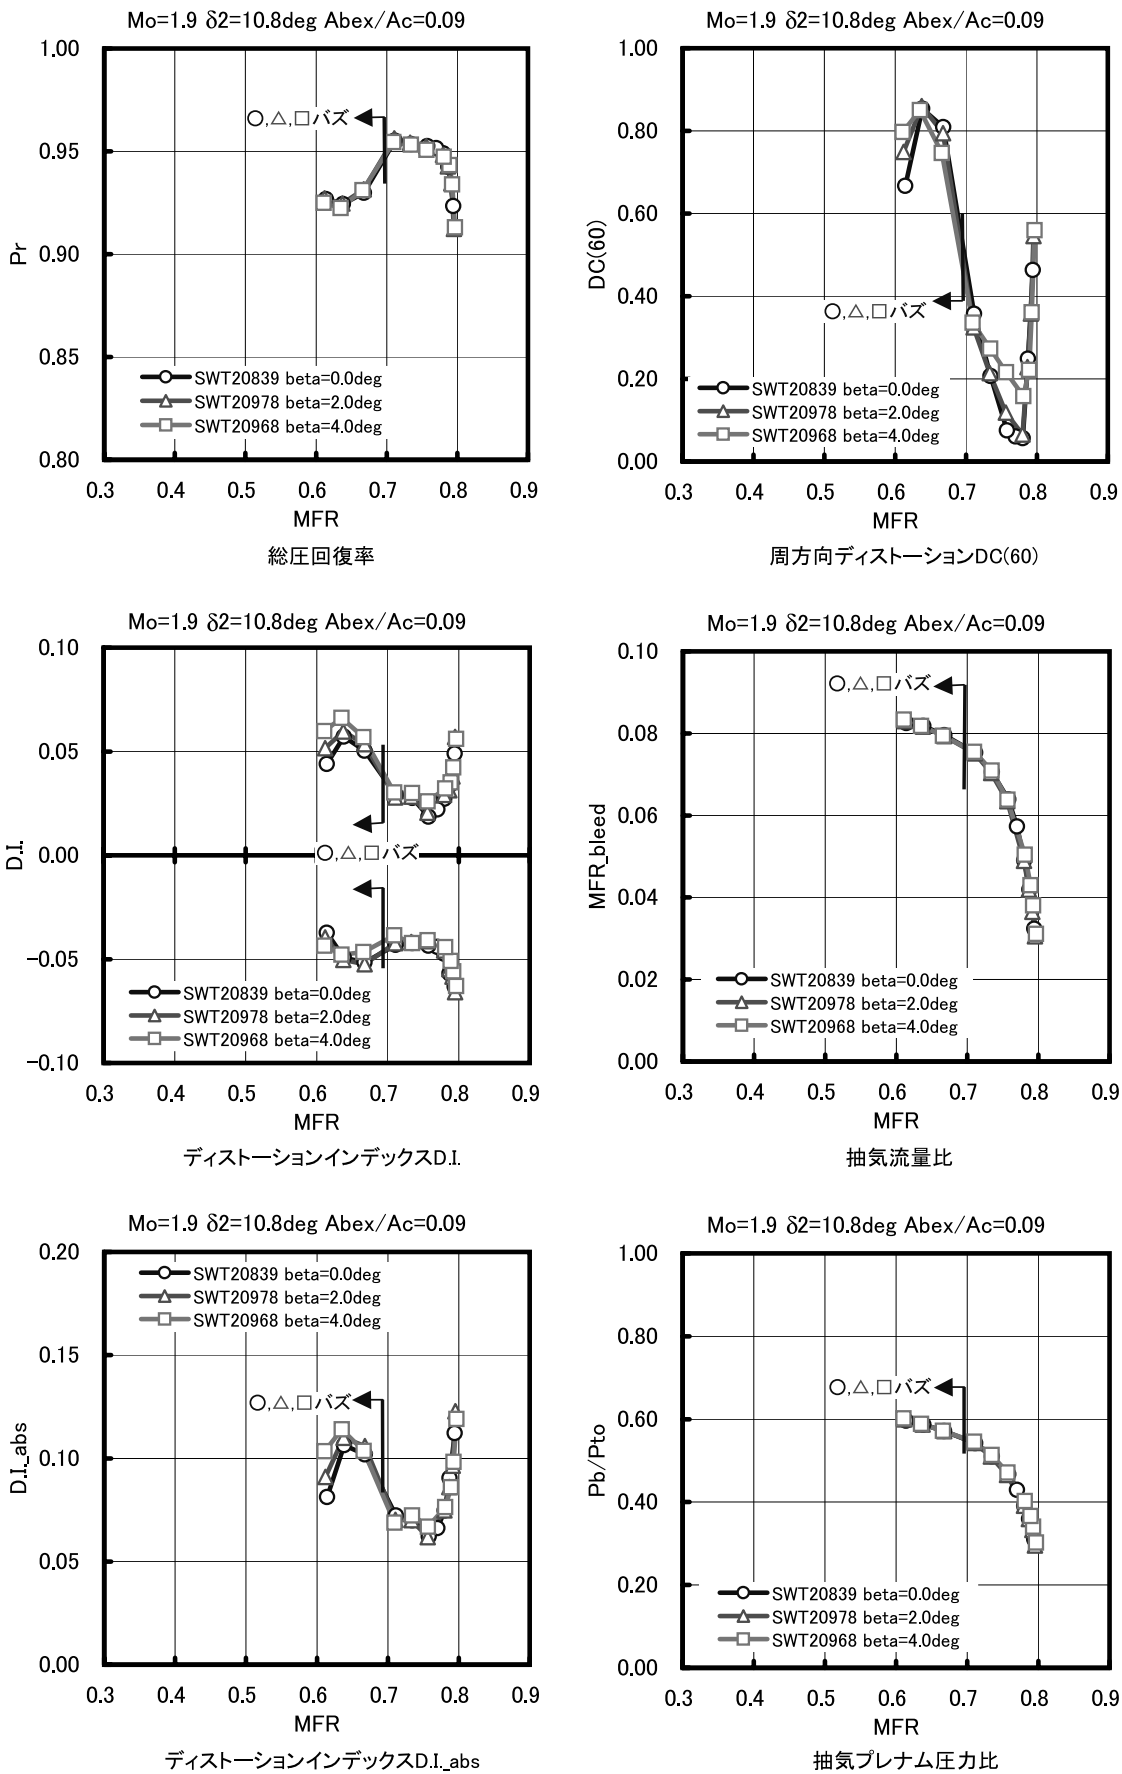 Mo=1.9 δ2=10.8deg Abex/Ac=0.09
1.00
0.95
0.90
0.85
0.80
Pr
○,△,□バズ
SWT20839 beta=0.0deg
SWT20978 beta=2.0deg
SWT20968 beta=4.0deg
0.3 0.4 0.5 0.6 0.7 0.8 0.9
MFR
総圧回復率
Mo=1.9 δ2=10.8deg Abex/Ac=0.09
1.00
0.80
0.60
0.40
0.20
0.00
DC(60)
○,△,□バズ
SWT20839 beta=0.0deg
SWT20978 beta=2.0deg
SWT20968 beta=4.0deg
0.3 0.4 0.5 0.6 0.7 0.8 0.9
MFR
周方向ディストーションDC(60)
Mo=1.9 δ2=10.8deg Abex/Ac=0.09
0.10
0.05
0.00
-0.05
-0.10
D.I.
○,△,□バズ
SWT20839 beta=0.0deg
SWT20978 beta=2.0deg
SWT20968 beta=4.0deg
0.3 0.4 0.5 0.6 0.7 0.8 0.9
MFR
ディストーションインデックスD.I.
Mo=1.9 δ2=10.8deg Abex/Ac=0.09
0.10
0.08
0.06
0.04
0.02
0.00
MFR_bleed
○,△,□バズ
SWT20839 beta=0.0deg
SWT20978 beta=2.0deg
SWT20968 beta=4.0deg
0.3 0.4 0.5 0.6 0.7 0.8 0.9
MFR
抽気流量比
Mo=1.9 δ2=10.8deg Abex/Ac=0.09
0.20
0.15
0.10
0.05
0.00
D.I._abs
SWT20839 beta=0.0deg
SWT20978 beta=2.0deg
SWT20968 beta=4.0deg
○,△,□バズ
0.3 0.4 0.5 0.6 0.7 0.8 0.9
MFR
ディストーションインデックスD.I._abs
Mo=1.9 δ2=10.8deg Abex/Ac=0.09
1.00
0.80
0.60
0.40
0.20
0.00
Pb/Pto
○,△,□バズ
SWT20839 beta=0.0deg
SWT20978 beta=2.0deg
SWT20968 beta=4.0deg
0.3 0.4 0.5 0.6 0.7 0.8 0.9
MFR
抽気プレナム圧力比